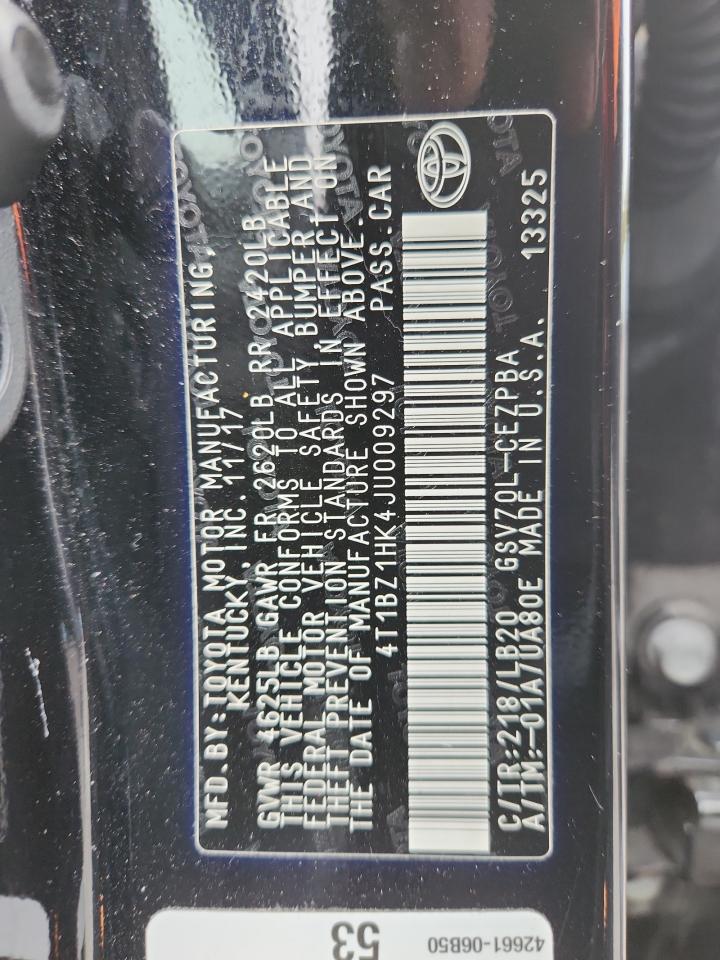 MFD. BY: TOYOTA MOTOR MANUFACTURING,
KENTUCKY, INC. 11/17
GVWR 4625LB GAWR FR 2620LB RR 2420LB
THIS VEHICLE CONFORMS TO ALL APPLICABLE
FEDERAL MOTOR VEHICLE SAFETY, BUMPER AND
THEFT PREVENTION STANDARDS IN EFFECT ON
THE DATE OF MANUFACTURE SHOWN ABOVE.
4T1BZ1HK4JU009297 PASS.CAR
C/TR:218/LB20 GSV70L-CEZPBA
A/TM:-01A/UA80E MADE IN U.S.A. 13325
53
42661-06B50